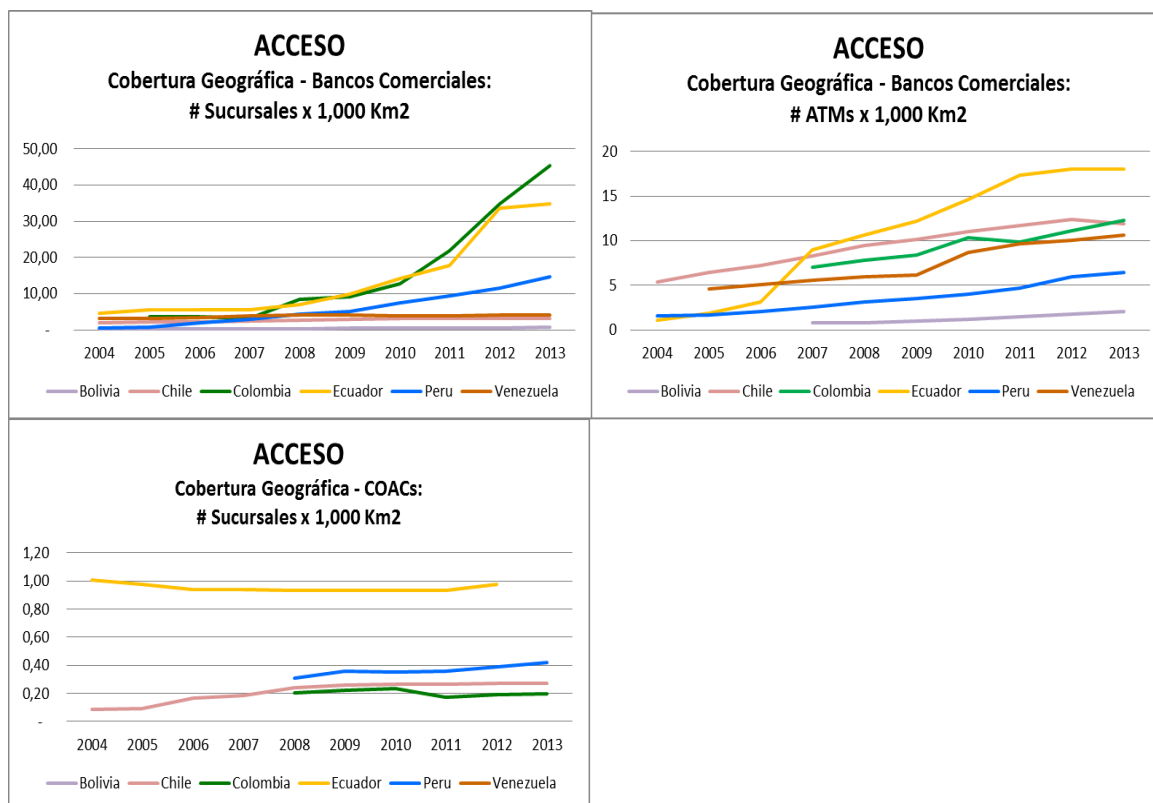 ACCESO
Cobertura Geográfica - Bancos Comerciales:
# Sucursales x 1,000 Km2
50,00
40,00
30,00
20,00
10,00
-
2004 2005 2006 2007 2008 2009 2010 2011 2012 2013
Bolivia Chile Colombia Ecuador Peru Venezuela
ACCESO
Cobertura Geográfica - Bancos Comerciales:
# ATMs x 1,000 Km2
20
15
10
5
0
2004 2005 2006 2007 2008 2009 2010 2011 2012 2013
Bolivia Chile Colombia Ecuador Peru Venezuela
ACCESO
Cobertura Geográfica - COACs:
# Sucursales x 1,000 Km2
1,20
1,00
0,80
0,60
0,40
0,20
-
2004 2005 2006 2007 2008 2009 2010 2011 2012 2013
Bolivia Chile Colombia Ecuador Peru Venezuela